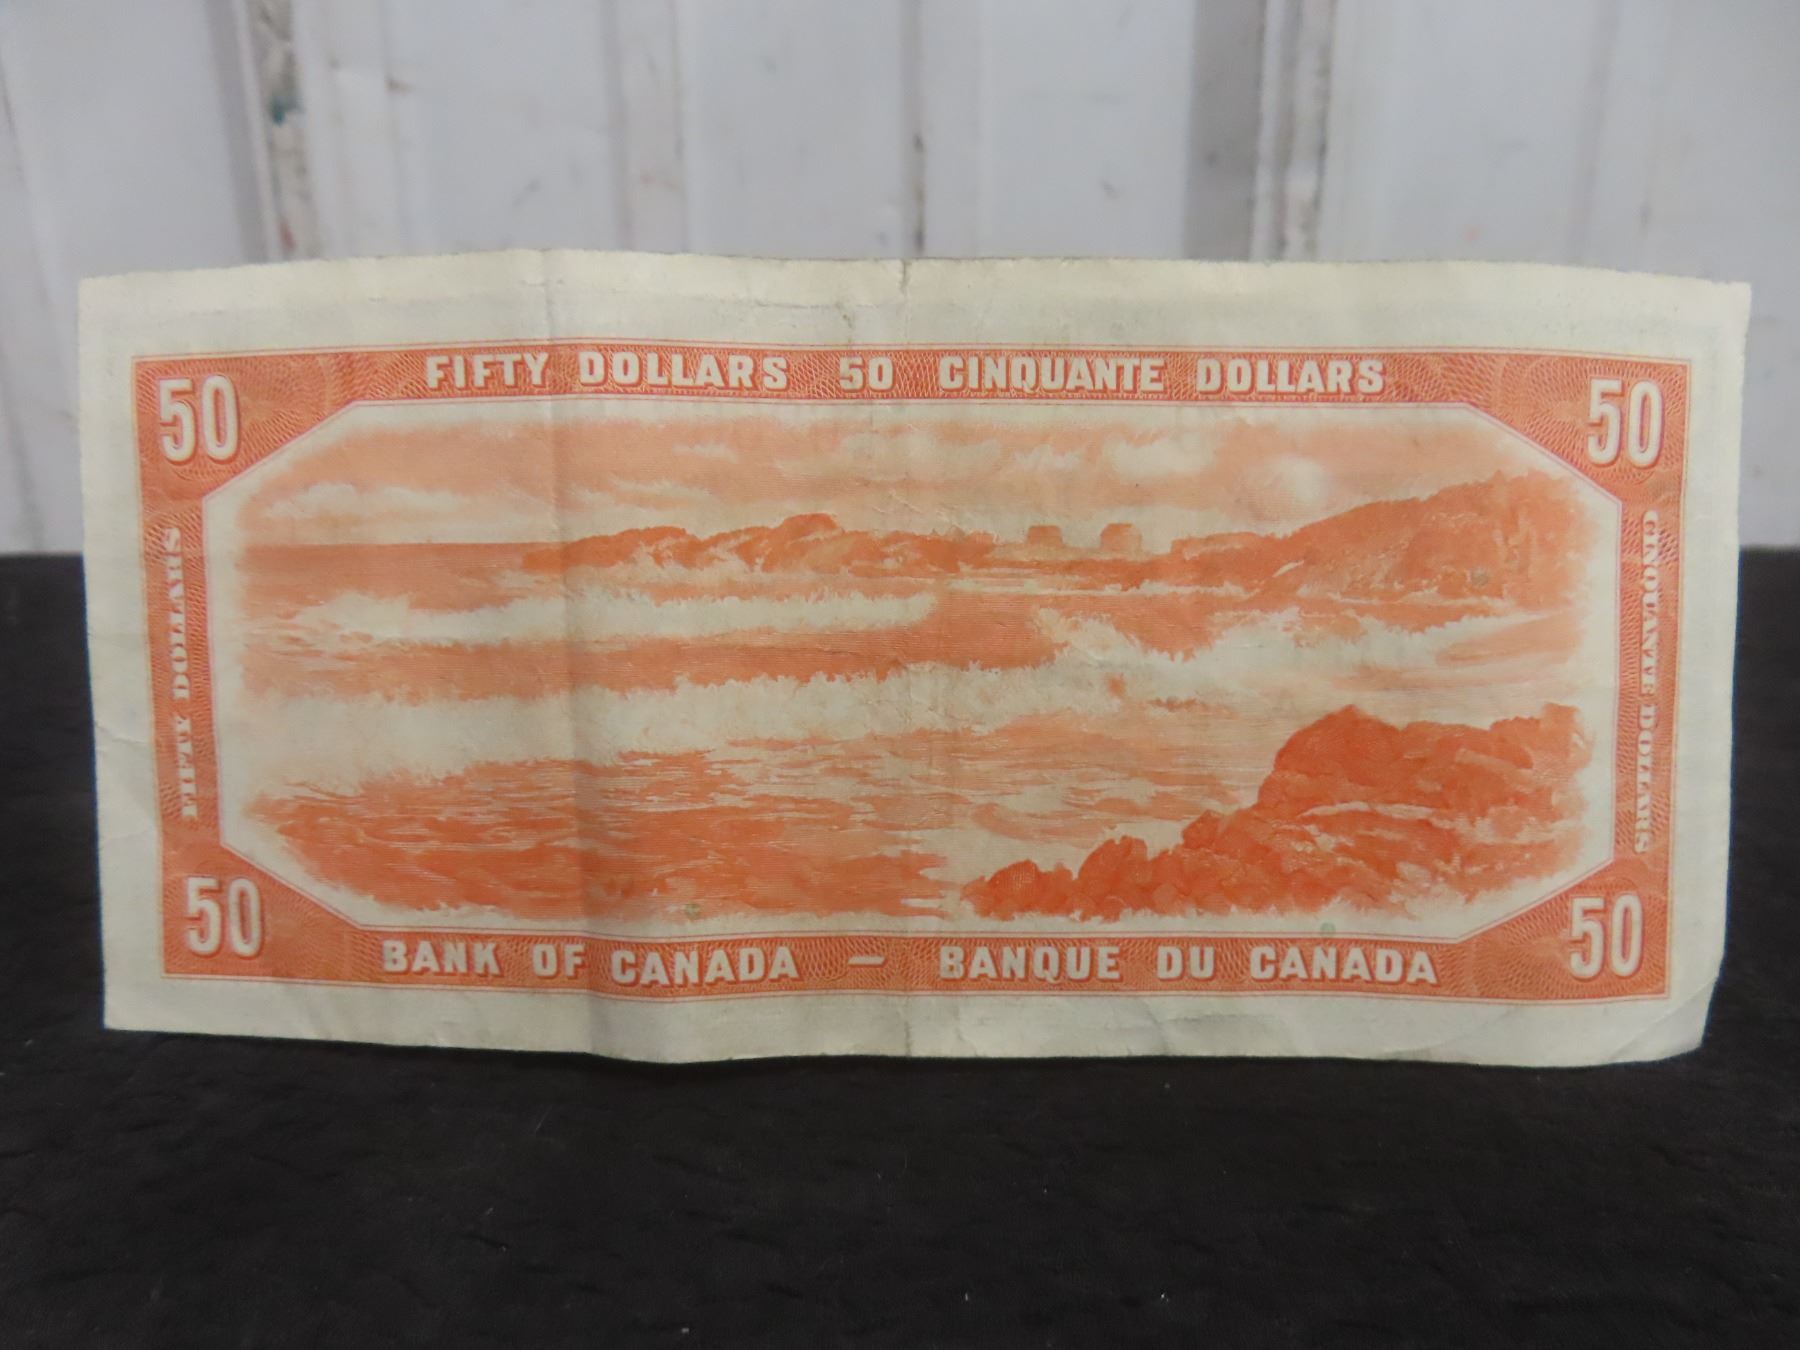 FIFTY DOLLARS 50 CINQUANTE DOLLARS
50
50
FIFTY DOLLARS
CINQUANTE DOLLARS
50
50
BANK OF CANADA – BANQUE DU CANADA